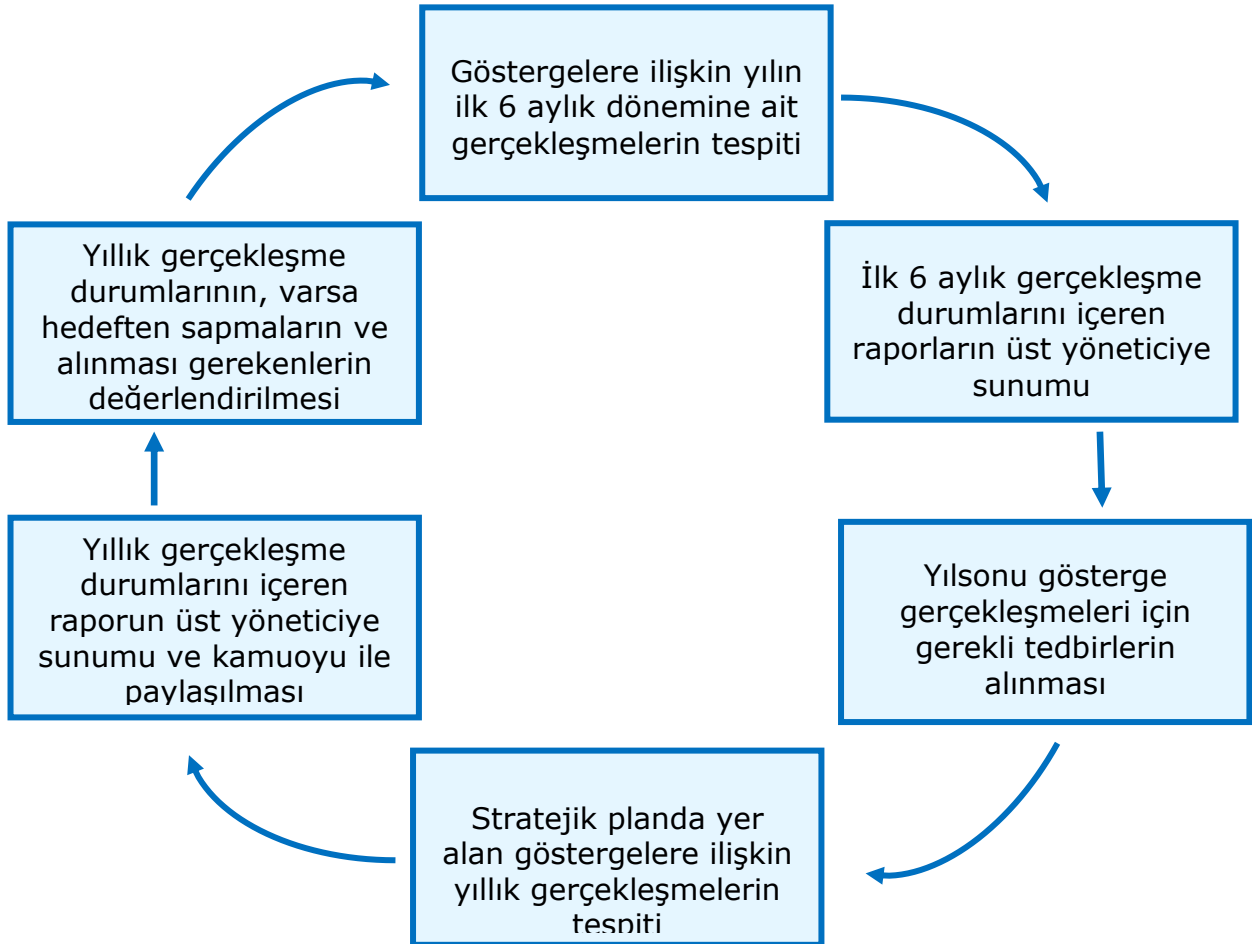 Göstergelere ilişkin yılın
ilk 6 aylık dönemine ait
gerçekleşmelerin tespiti
İlk 6 aylık gerçekleşme
durumlarını içeren
raporların üst yöneticiye
sunumu
Yılsonu gösterge
gerçekleşmeleri için
gerekli tedbirlerin
alınması
Stratejik planda yer
alan göstergelere ilişkin
yıllık gerçekleşmelerin
tespiti
Yıllık gerçekleşme
durumlarını içeren
raporun üst yöneticiye
sunumu ve kamuoyu ile
paylaşılması
Yıllık gerçekleşme
durumlarının, varsa
hedeften sapmaların ve
alınması gerekenlerin
değerlendirilmesi